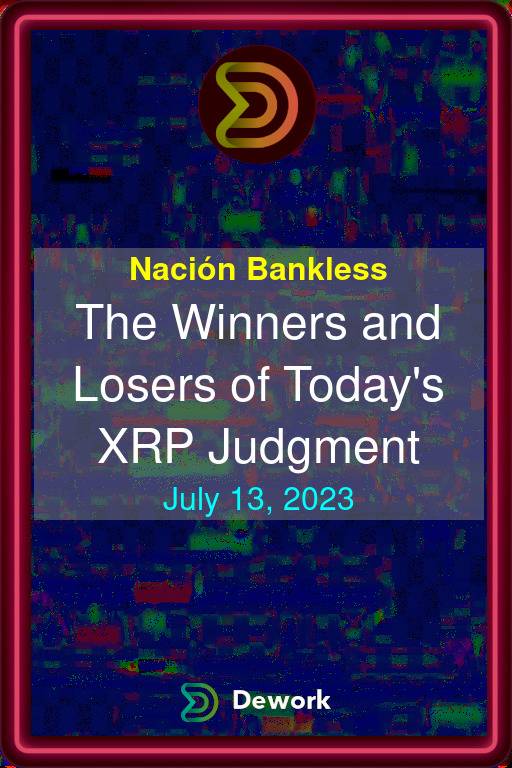 Nación Bankless
The Winners and
Losers of Today's
XRP Judgment
July 13, 2023
Dework